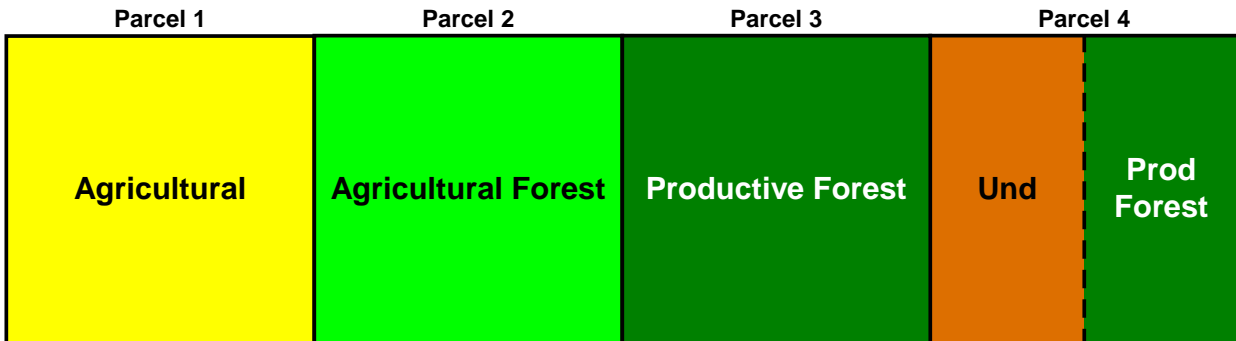 Parcel 1
Parcel 2
Parcel 3
Parcel 4
Agricultural
Agricultural Forest
Productive Forest
Und
Prod
Forest